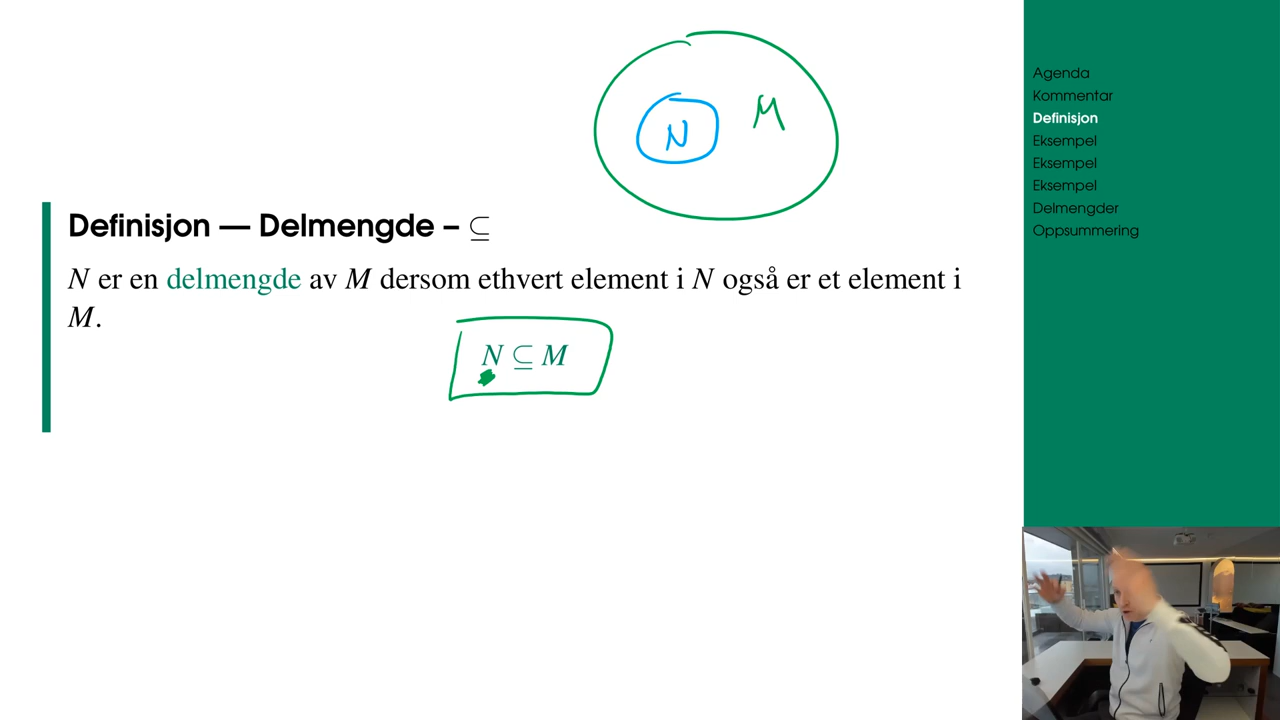 N M
Definisjon — Delmengde – ⊆
N er en delmengde av M dersom ethvert element i N også er et element i
M.
N ⊆ M
Agenda
Kommentar
Definisjon
Eksempel
Eksempel
Eksempel
Delmengder
Oppsummering